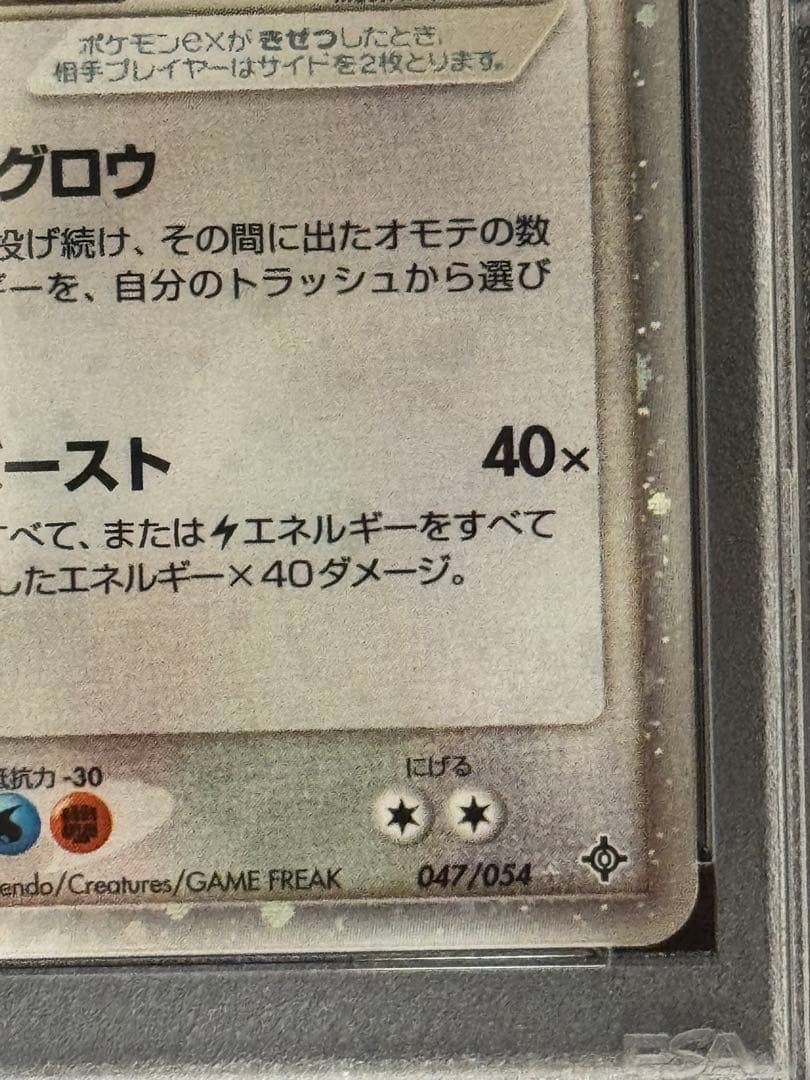 ポケモンexがきぜつしたとき、
相手プレイヤーはサイドを2枚とります。
グロウ
投げ続け、その間に出たオモテの数
ーを、自分のトラッシュから選び
ースト 40×
べて、またはエネルギーをすべて
したエネルギー×40ダメージ。
抵抗力 -30
にげる
endo/Creatures/GAME FREAK 047/054